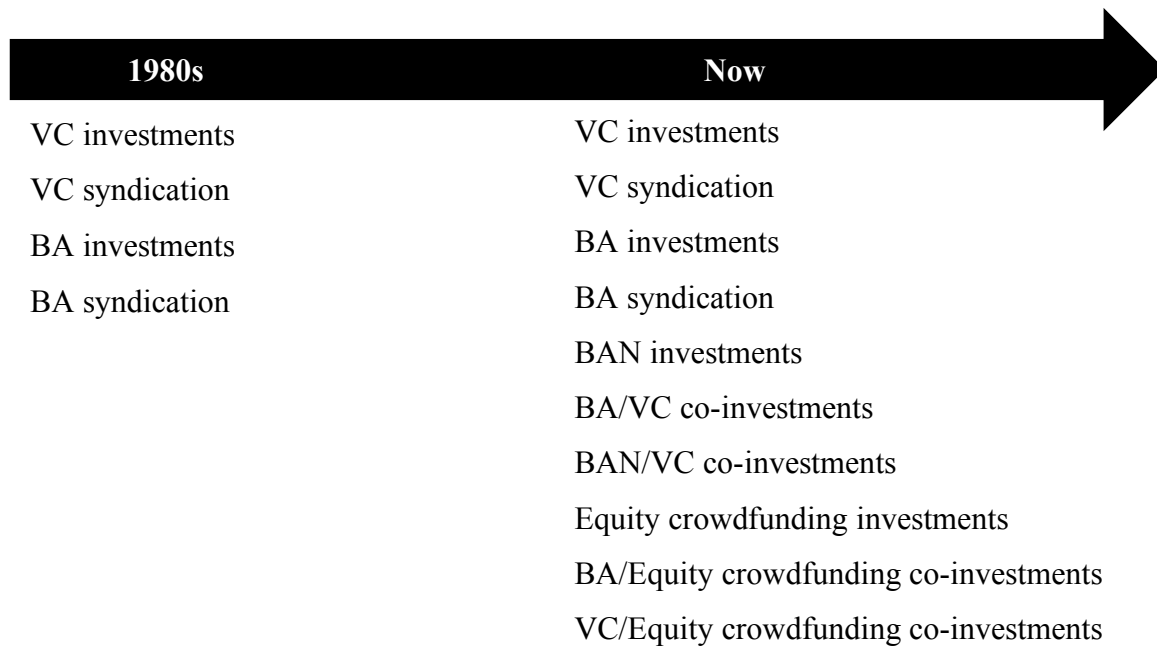 1980s
Now
VC investments
VC syndication
BA investments
BA syndication
VC investments
VC syndication
BA investments
BA syndication
BAN investments
BA/VC co-investments
BAN/VC co-investments
Equity crowdfunding investments
BA/Equity crowdfunding co-investments
VC/Equity crowdfunding co-investments